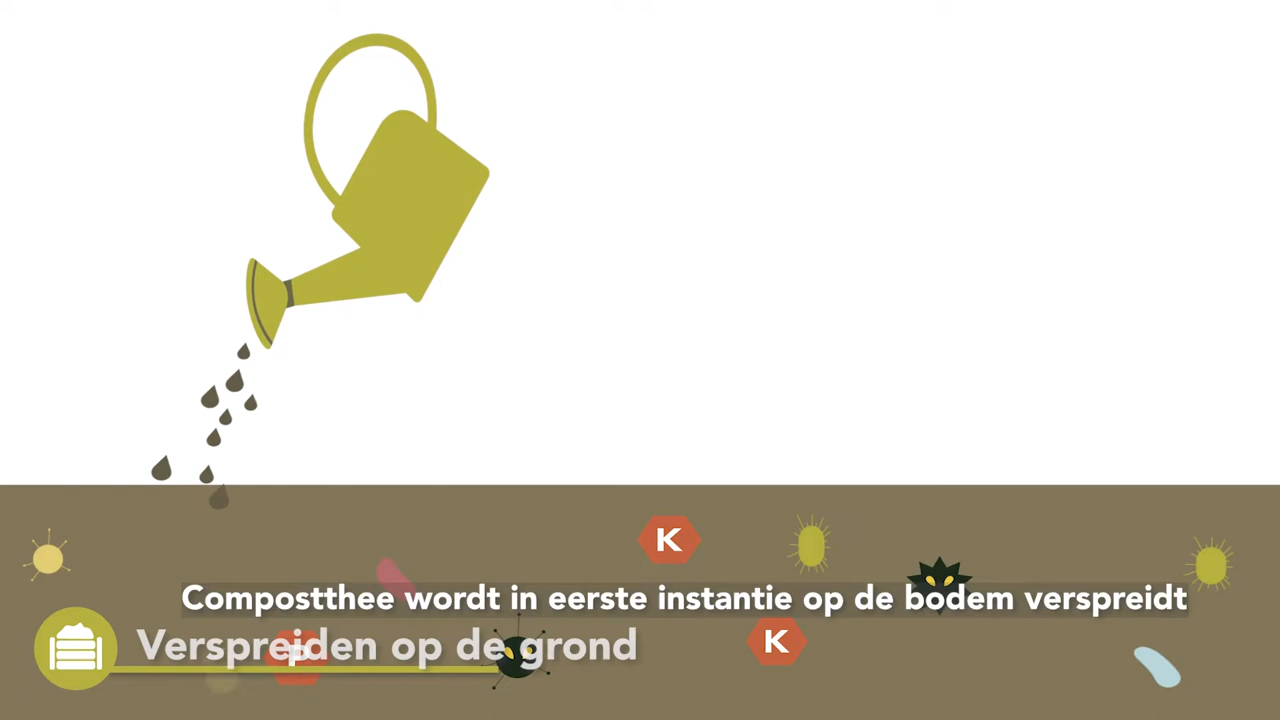 K
Compostthee wordt in eerste instantie op de bodem verspreidt
Verspreiden op de grond
P
K